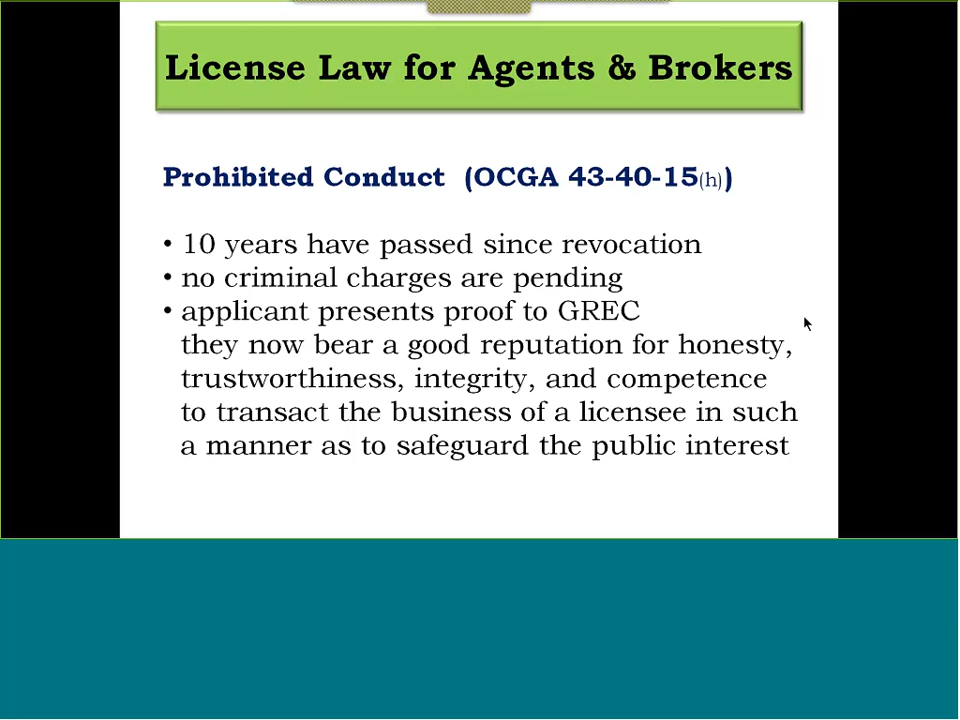 License Law for Agents & Brokers
Prohibited Conduct (OCGA 43-40-15(h))
• 10 years have passed since revocation
• no criminal charges are pending
• applicant presents proof to GREC
they now bear a good reputation for honesty,
trustworthiness, integrity, and competence
to transact the business of a licensee in such
a manner as to safeguard the public interest